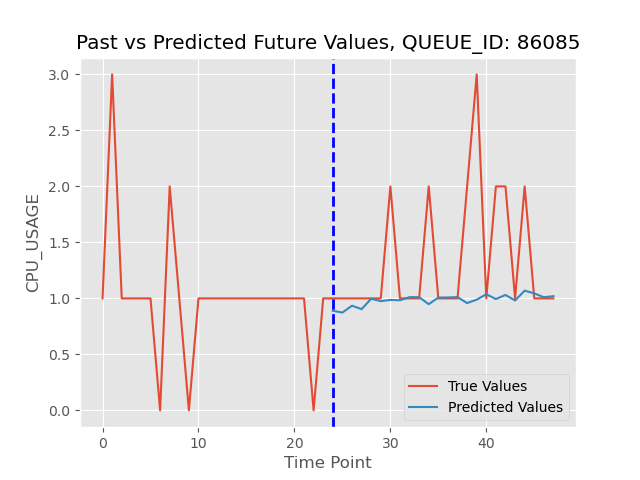 Past vs Predicted Future Values, QUEUE_ID: 86085
3.0
2.5
2.0
1.5
1.0
0.5
0.0
CPU_USAGE
0 10 20 30 40
Time Point
True Values
Predicted Values